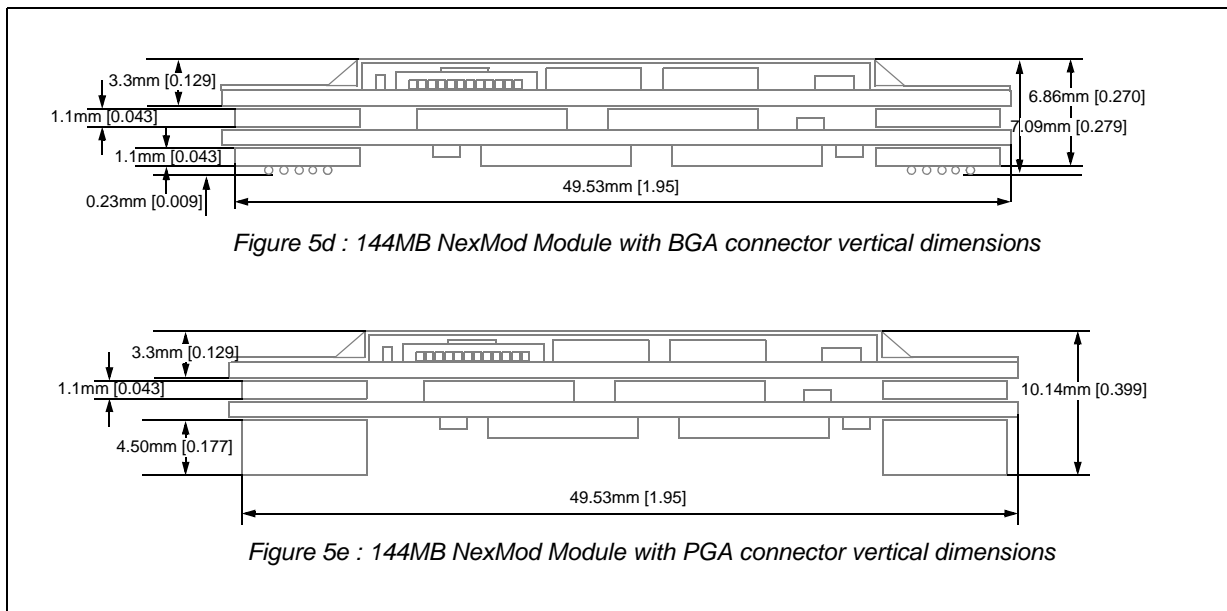 3.3mm [0.129]
1.1mm [0.043]
6.86mm [0.270]
7.09mm [0.279]
1.1mm [0.043]
49.53mm [1.95]
0.23mm [0.009]
Figure 5d : 144MB NexMod Module with BGA connector vertical dimensions
3.3mm [0.129]
1.1mm [0.043]
10.14mm [0.399]
4.50mm [0.177]
49.53mm [1.95]
Figure 5e : 144MB NexMod Module with PGA connector vertical dimensions